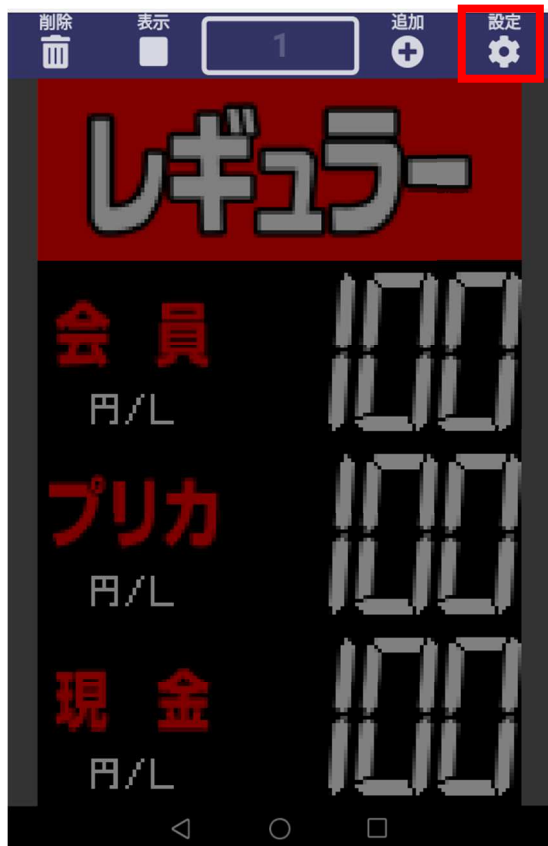 削除 表示 1 追加 設定
レギュラー
会 員 100
円/L
プリカ 100
円/L
現 金 100
円/L